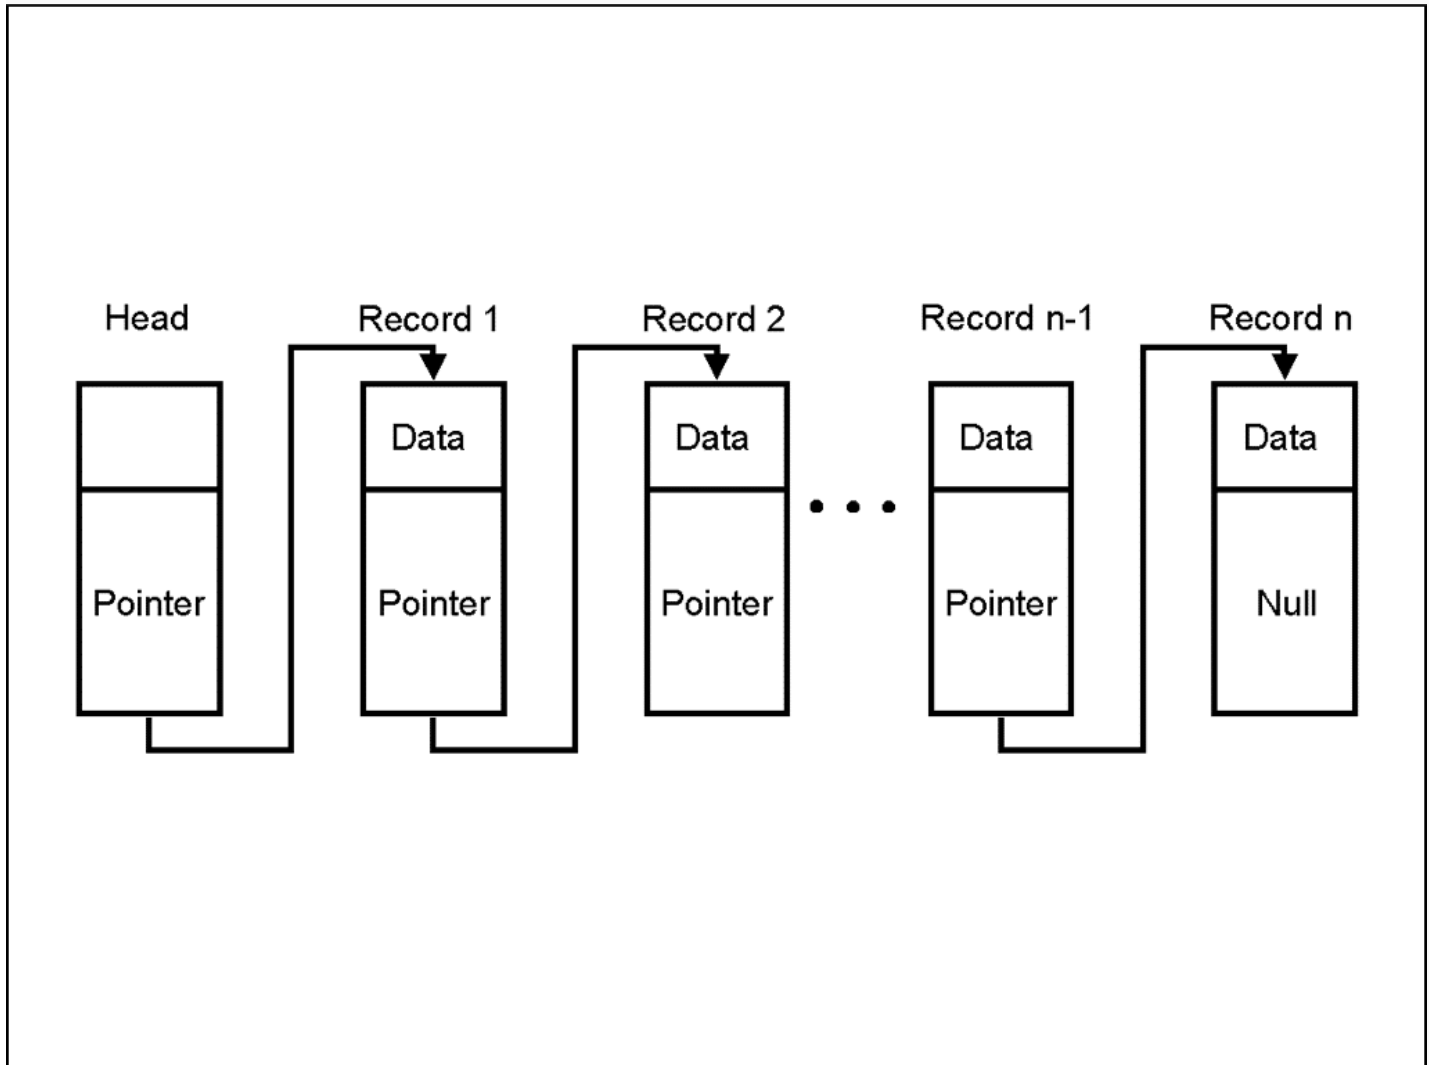 Head Record 1 Record 2 Record n-1 Record n
Data Data Data Data
Pointer Pointer Pointer Pointer Null